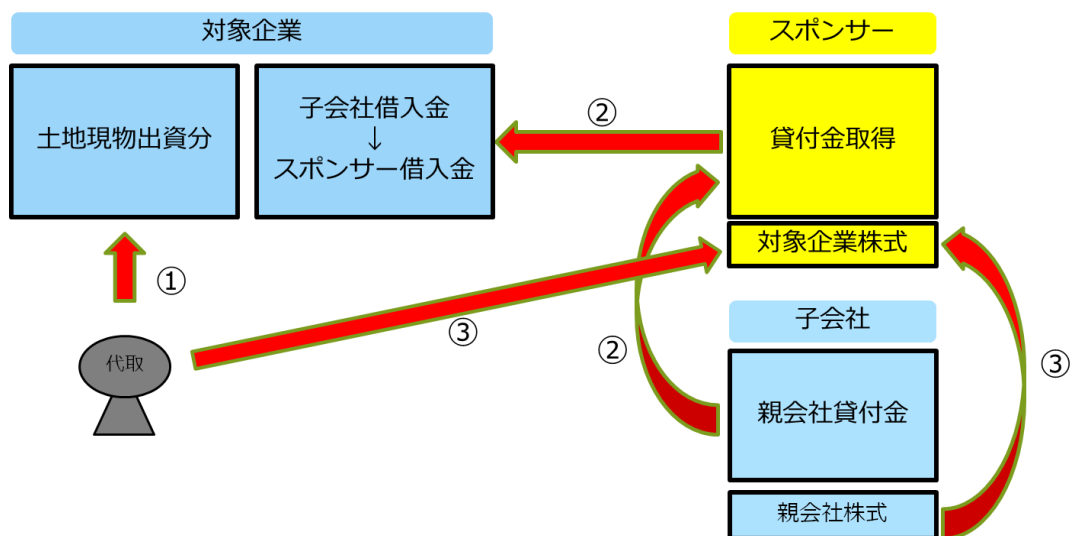 対象企業
スポンサー
土地現物出資分
子会社借入金
↓
スポンサー借入金
②
貸付金取得
対象企業株式
①
③
子会社
代取
②
③
親会社貸付金
親会社株式